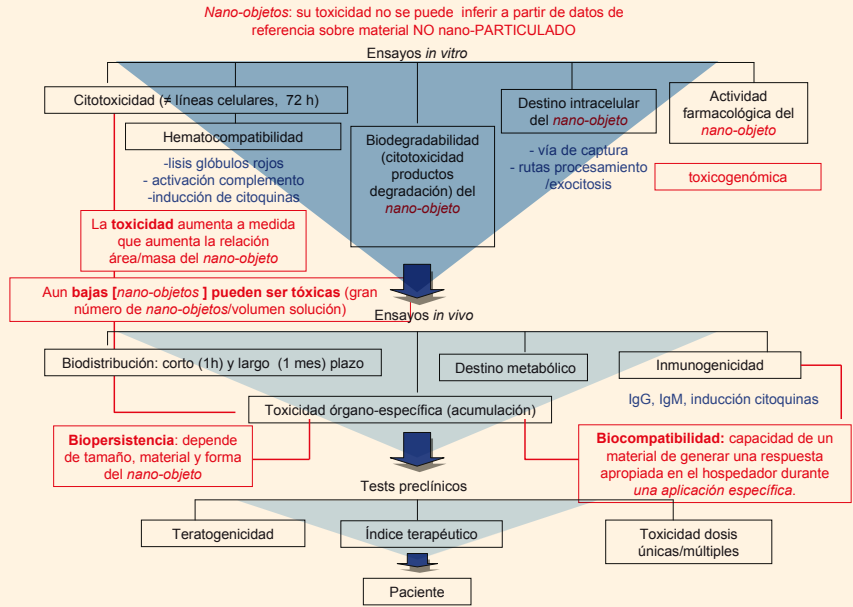 Nano-objetos: su toxicidad no se puede inferir a partir de datos de
referencia sobre material NO nano-PARTICULADO
Ensayos in vitro
Citotoxicidad (≠ líneas celulares, 72 h)
Hematocompatibilidad
-lisis glóbulos rojos
- activación complemento
-inducción de citoquinas
Biodegradabilidad
(citotoxicidad
productos
degradación) del
nano-objeto
Destino intracelular
del nano-objeto
- vía de captura
- rutas procesamiento
/exocitosis
Actividad
farmacológica del
nano-objeto
toxicogenómica
La toxicidad aumenta a medida
que aumenta la relación
área/masa del nano-objeto
Aun bajas [nano-objetos ] pueden ser tóxicas (gran
número de nano-objetos/volumen solución)
Ensayos in vivo
Biodistribución: corto (1h) y largo (1 mes) plazo
Destino metabólico
Inmunogenicidad
IgG, IgM, inducción citoquinas
Toxicidad órgano-específica (acumulación)
Biopersistencia: depende
de tamaño, material y forma
del nano-objeto
Biocompatibilidad: capacidad de un
material de generar una respuesta
apropiada en el hospedador durante
una aplicación específica.
Tests preclínicos
Teratogenicidad
Índice terapéutico
Toxicidad dosis
únicas/múltiples
Paciente